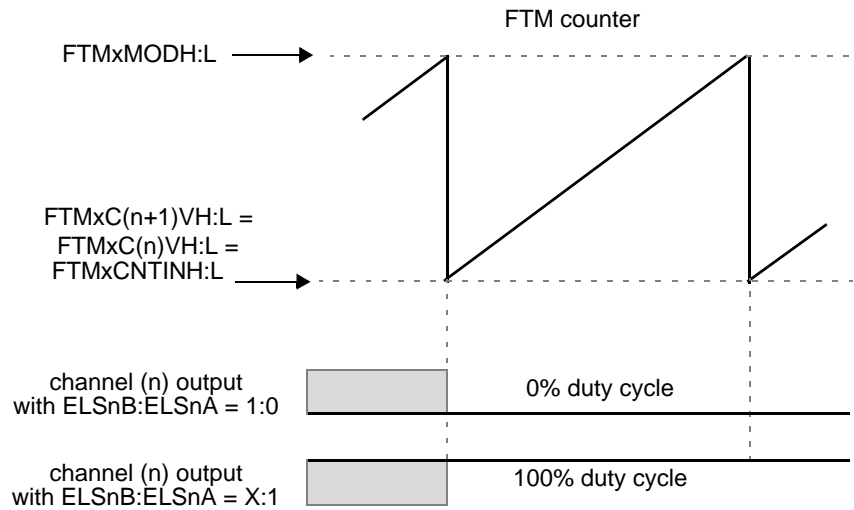 FTM counter
FTMxMODH:L
FTMxC(n+1)VH:L =
FTMxC(n)VH:L =
FTMxCNTINH:L
channel (n) output
with ELSnB:ELSnA = 1:0
0% duty cycle
channel (n) output
with ELSnB:ELSnA = X:1
100% duty cycle